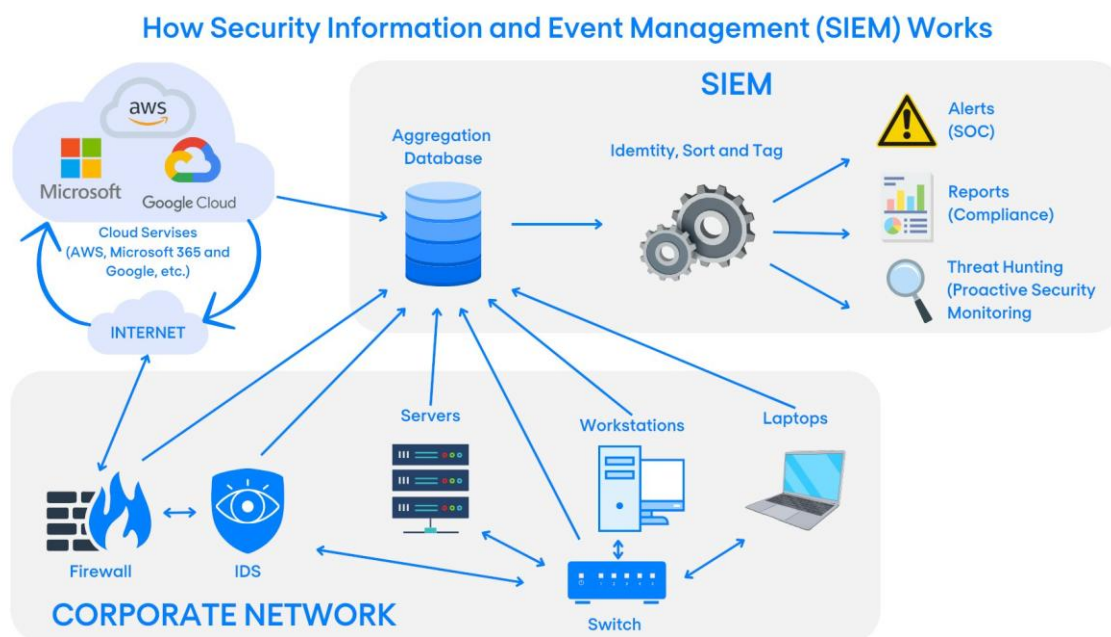 How Security Information and Event Management (SIEM) Works
SIEM
aws
Microsoft
Google Cloud
Cloud Servises
(AWS, Microsoft 365 and
Google, etc.)
INTERNET
Aggregation
Database
Idemtity, Sort and Tag
Alerts
(SOC)
Reports
(Compliance)
Threat Hunting
(Proactive Security
Monitoring
Servers
Workstations
Laptops
Firewall
IDS
Switch
CORPORATE NETWORK